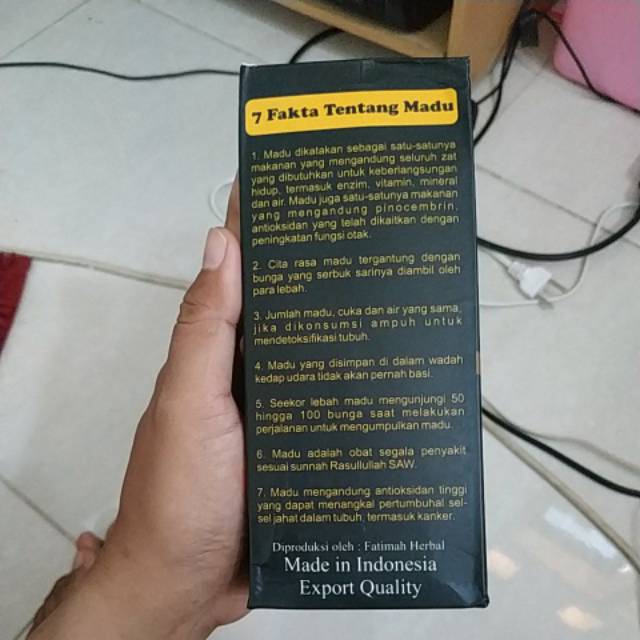 7 Fakta Tentang Madu
1. Madu dikatakan sebagai satu-satunya
makanan yang mengandung seluruh zat
yang dibutuhkan untuk keberlangsungan
hidup, termasuk enzim, vitamin, mineral
dan air. Madu juga satu-satunya makanan
yang mengandung pinocembrin,
antioksidan yang telah dikaitkan dengan
peningkatan fungsi otak.
2. Cita rasa madu tergantung dengan
bunga yang serbuk sarinya diambil oleh
para lebah.
3. Jumlah madu, cuka dan air yang sama,
jika dikonsumsi ampuh untuk
mendetoksifikasi tubuh.
4. Madu yang disimpan di dalam wadah
kedap udara tidak akan pernah basi.
5. Seekor lebah madu mengunjungi 50
hingga 100 bunga saat melakukan
perjalanan untuk mengumpulkan madu.
6. Madu adalah obat segala penyakit
sesuai sunnah Rasullullah SAW.
7. Madu mengandung antioksidan tinggi
yang dapat menangkal pertumbuhal sel-
sel jahat dalam tubuh, termasuk kanker.
Diproduksi oleh : Fatimah Herbal
Made in Indonesia
Export Quality